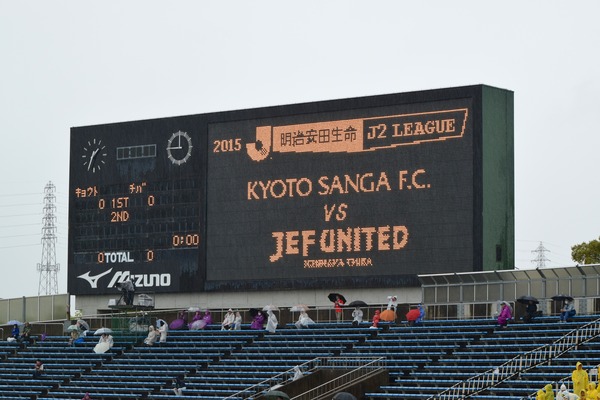 2015 J 明治安田生命 J2 LEAGUE
KYOTO SANGA F.C.
VS
JEF UNITED
ICHIHARA CHIBA
キョウト チバ
0 1ST 0
2ND
0:00
0 TOTAL 0
MIZUNO